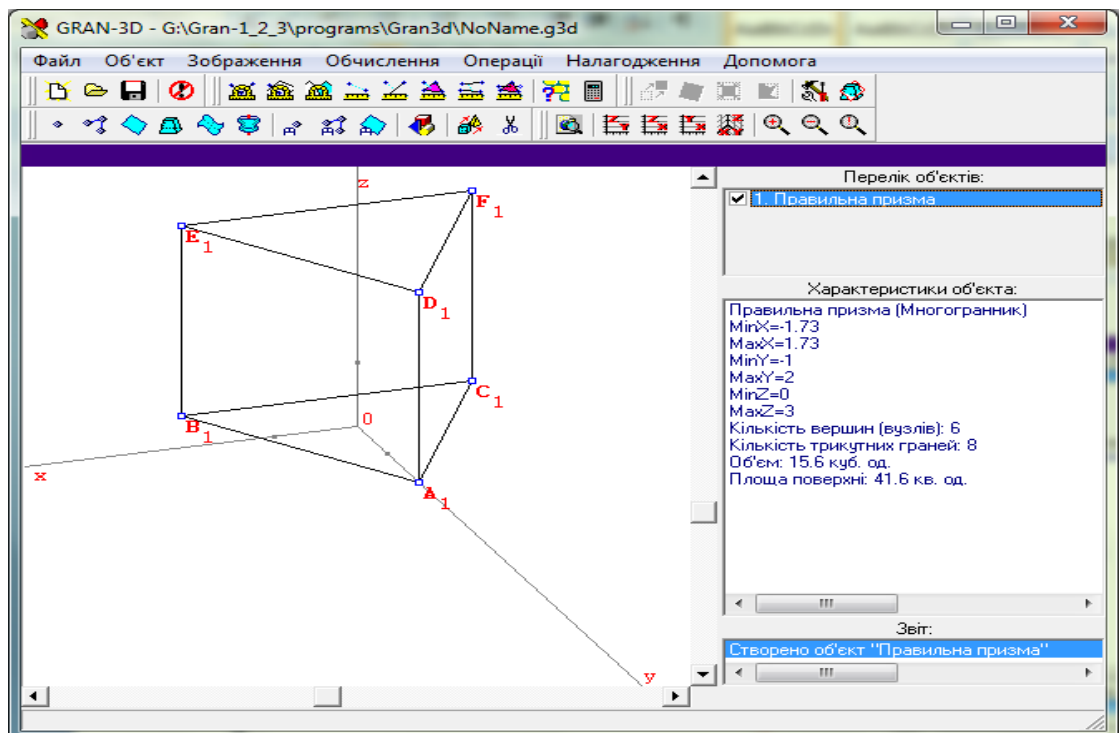 GRAN-3D - G:\Gran-1_2_3\programs\Gran3d\NoName.g3d
Файл Об'єкт Зображення Обчислення Операції Налагодження Допомога
Перелік об'єктів:
1. Правильна призма
Характеристики об'єкта:
Правильна призма (Многогранник)
MinX=-1.73
MaxX=1.73
MinY=-1
MaxY=2
MinZ=0
MaxZ=3
Кількість вершин (вузлів): 6
Кількість трикутних граней: 8
Об'єм: 15.6 куб. од.
Площа поверхні: 41.6 кв. од.
Звіт:
Створено об'єкт "Правильна призма"
z
F1
E1
D1
C1
0
B1
x
A1
y